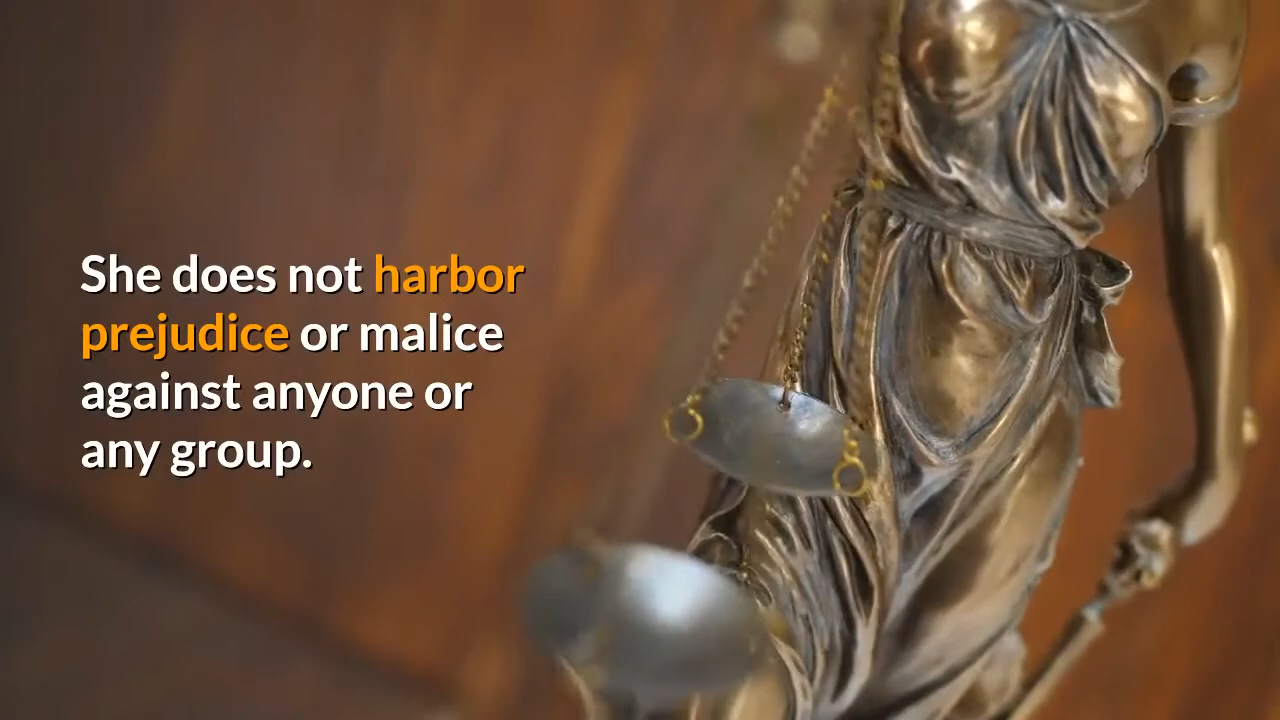 She does not harbor
prejudice or malice
against anyone or
any group.